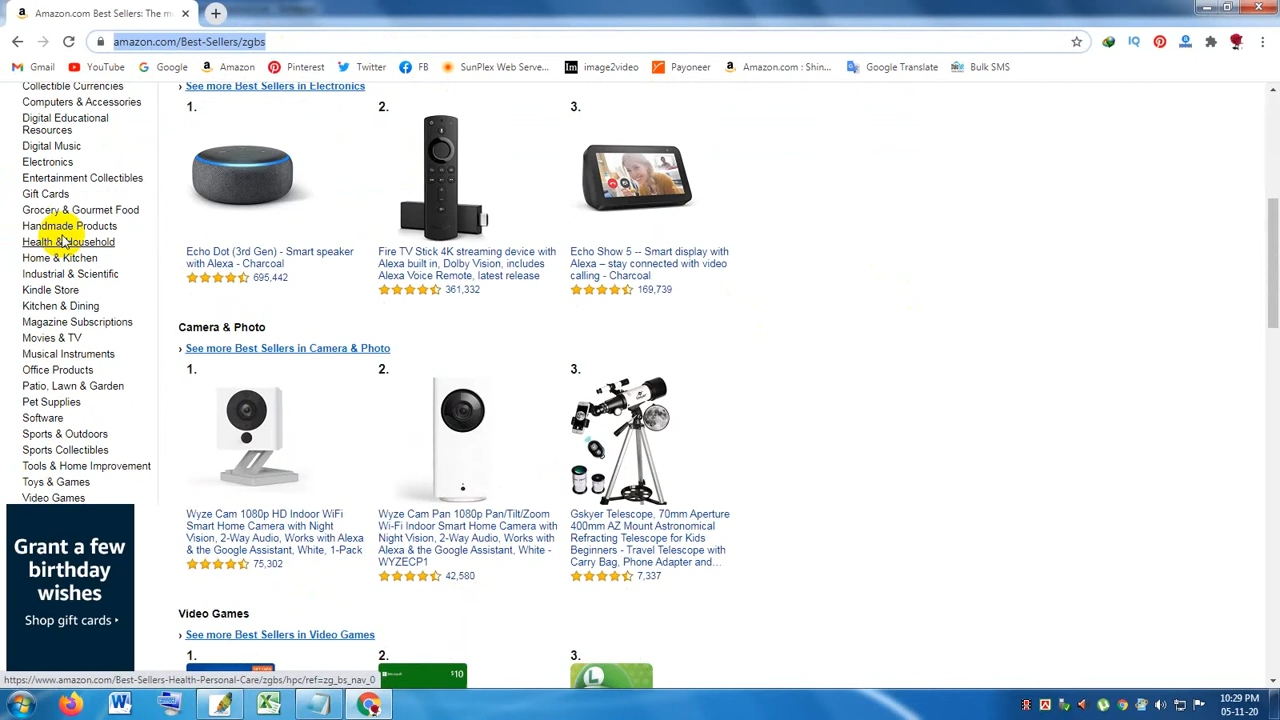 Amazon.com Best Sellers: The m
amazon.com/Best-Sellers/zgbs
Gmail
YouTube
Google
Amazon
Pinterest
Twitter
FB
SunPlex Web Serve...
image2video
Payoneer
Amazon.com : Shin...
Google Translate
Bulk SMS
Collectible Currencies
Computers & Accessories
Educational Educational
Resources
Digital Music
Electronics
Entertainment Collectibles
Gift Cards
Grocery & Gourmet Food
Handmade Products
Health & Household
Home & Kitchen
Industrial & Scientific
Kindle Store
Kitchen & Dining
Magazine Subscriptions
Movies & TV
Musical Instruments
Office Products
Patio, Lawn & Garden
Pet Supplies
Software
Sports & Outdoors
Sports Collectibles
Tools & Home Improvement
Toys & Games
Video Games
Grant a few
birthday
wishes
Shop gift cards ›
› See more Best Sellers in Electronics
1.
2.
3.
Echo Dot (3rd Gen) - Smart speaker
with Alexa - Charcoal
695,442
Fire TV Stick 4K streaming device with
Alexa built in, Dolby Vision, includes
Alexa Voice Remote, latest release
361,332
Echo Show 5 -- Smart display with
Alexa – stay connected with video
calling - Charcoal
169,739
Camera & Photo
› See more Best Sellers in Camera & Photo
1.
2.
3.
Wyze Cam 1080p HD Indoor WiFi
Smart Home Camera with Night
Vision, 2-Way Audio, Works with Alexa
& the Google Assistant, White, 1-Pack
75,302
Wyze Cam Pan 1080p Pan/Tilt/Zoom
Wi-Fi Indoor Smart Home Camera with
Night Vision, 2-Way Audio, Works with
Alexa & the Google Assistant, White -
WYZECP1
42,580
Gskyer Telescope, 70mm Aperture
400mm AZ Mount Astronomical
Refracting Telescope for Kids
Beginners - Travel Telescope with
Carry Bag, Phone Adapter and...
7,337
Video Games
› See more Best Sellers in Video Games
1.
2.
3.
Microsoft
$10
https://www.amazon.com/Best-Sellers-Health-Personal-Care/zgbs/hpc/ref=zg_bs_nav_0
10:29 PM
05-11-20